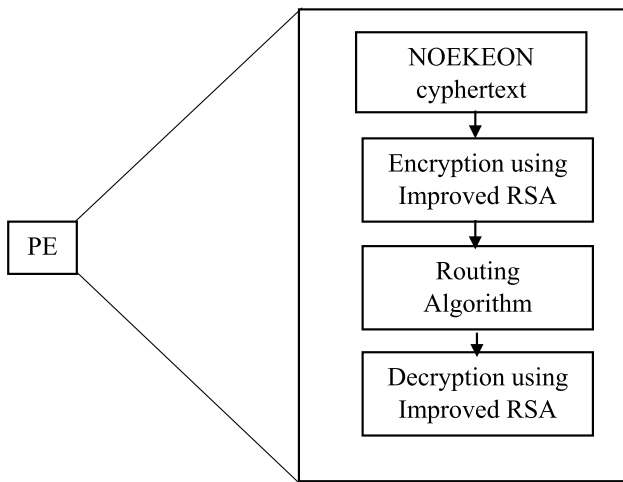 NOEKEON
cyphertext
Encryption using
Improved RSA
PE
Routing
Algorithm
Decryption using
Improved RSA